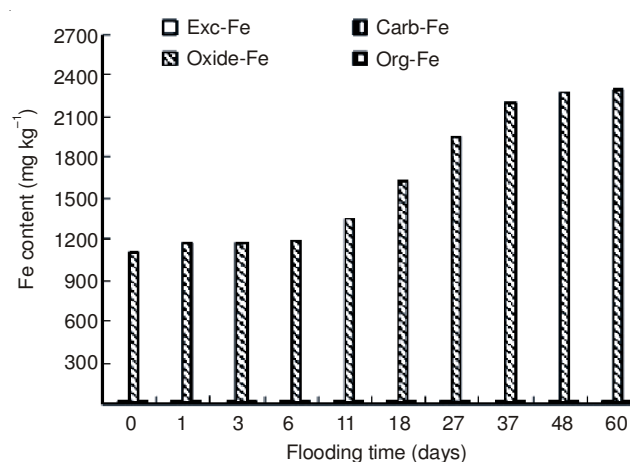 Exc-Fe
Carb-Fe
Oxide-Fe
Org-Fe
Fe content (mg kg⁻¹)
2700
2400
2100
1800
1500
1200
900
600
300
0 1 3 6 11 18 27 37 48 60
Flooding time (days)